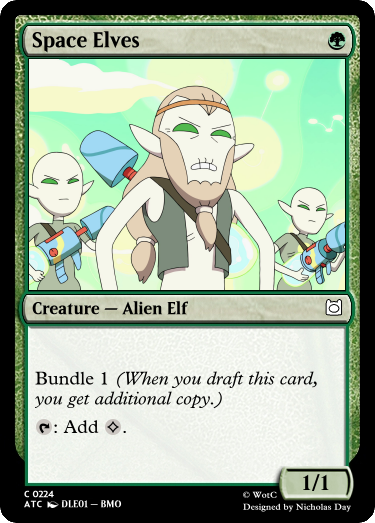 Space Elves
Creature — Alien Elf
Bundle 1 (When you draft this card,
you get additional copy.)
: Add .
1/1
C 0224
ATC DLE01 — BMO
© WotC
Designed by Nicholas Day